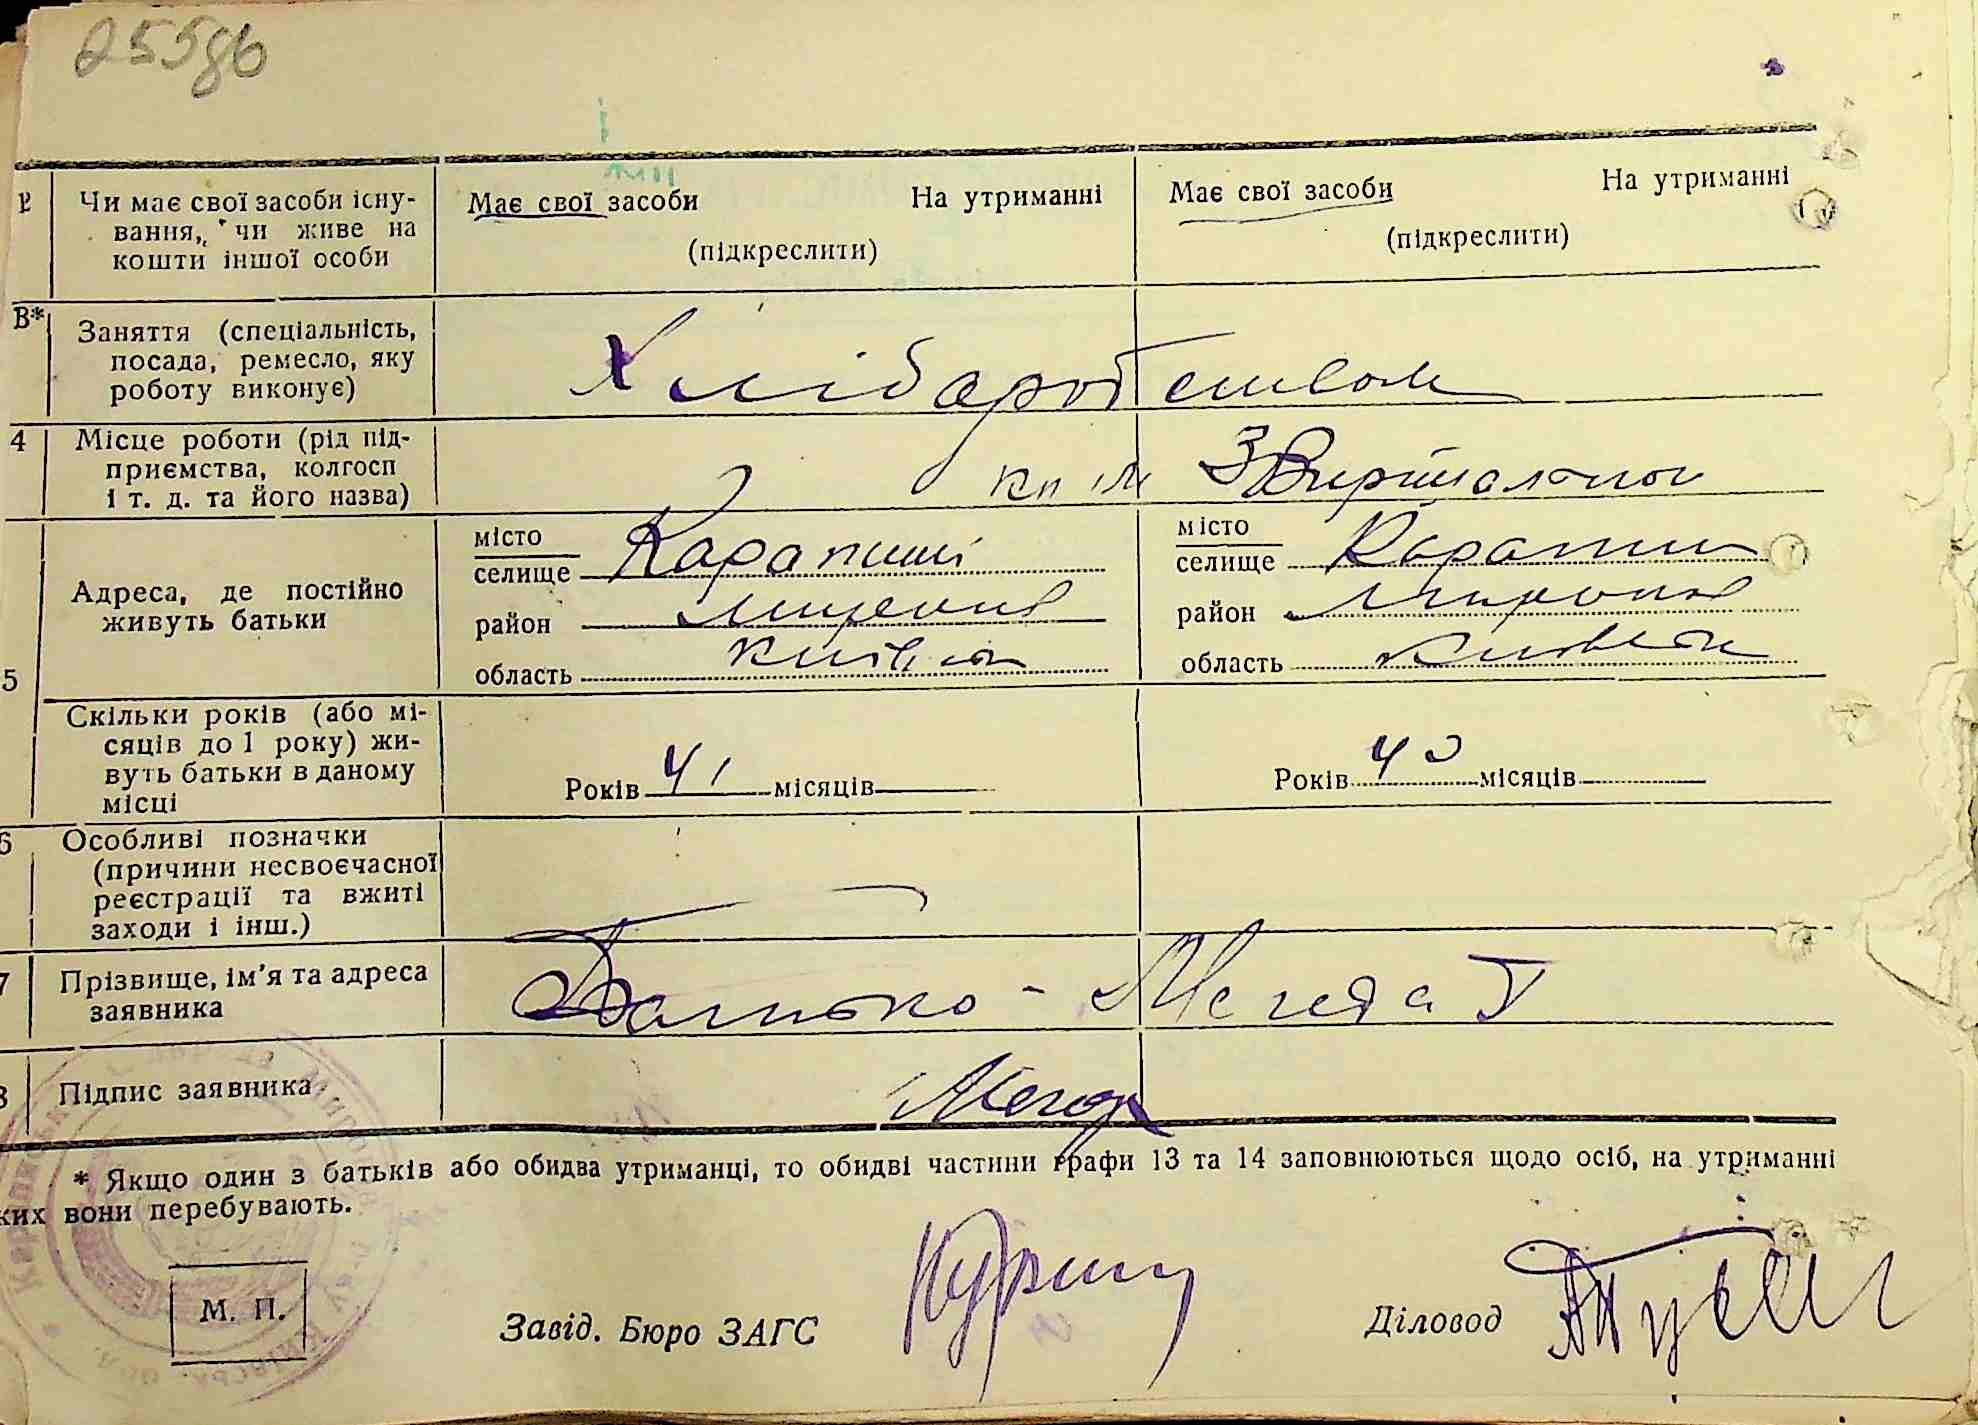 255зв
Чи має свої засоби існу-
вання, чи живе на
кошти іншої особи
Має свої засоби На утриманні
(підкреслити)
Має свої засоби На утриманні
(підкреслити)
В*
Заняття (спеціальність,
посада, ремесло, яку
роботу виконує)
Хліборобством
4
Місце роботи (рід під-
приємства, колгосп
і т. д. та його назва)
5
Адреса, де постійно
живуть батьки
місто
селище Карапиші
район
область
місто
селище Карапиші
район
область
Скільки років (або мі-
сяців до 1 року) жи-
вуть батьки в даному
місці
Років 41 місяців
Років 40 місяців
6
Особливі позначки
(причини несвоєчасної
реєстрації та вжиті
заходи і інш.)
7
Прізвище, ім'я та адреса
заявника
Батько -
8
Підпис заявника
* Якщо один з батьків або обидва утриманці, то обидві частини графи 13 та 14 заповнюються щодо осіб, на утриманні
ких вони перебувають.
М. П.
Завід. Бюро ЗАГС
Діловод